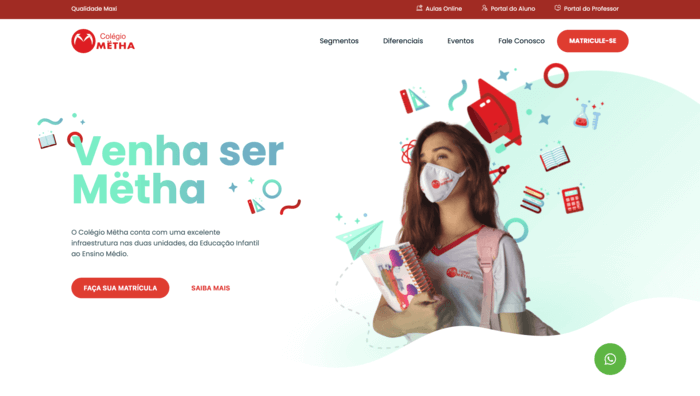 Qualidade Maxi
Aulas Online
Portal do Aluno
Portal do Professor
Colégio
MËTHA
Segmentos
Diferenciais
Eventos
Fale Conosco
MATRICULE-SE
Venha ser
Mëtha
O Colégio Mëtha conta com uma excelente
infraestrutura nas duas unidades, da Educação Infantil
ao Ensino Médio.
FAÇA SUA MATRÍCULA
SAIBA MAIS